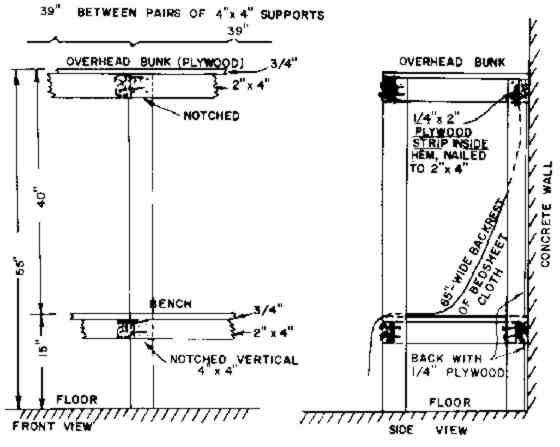 39" BETWEEN PAIRS OF 4"x 4" SUPPORTS
39"
OVERHEAD BUNK (PLYWOOD)
3/4"
2"x 4"
NOTCHED
40"
55"
BENCH
3/4"
2"x 4"
15"
NOTCHED VERTICAL
4"x 4"
FLOOR
FRONT VIEW
OVERHEAD BUNK
1/4"x 2"
PLYWOOD
STRIP INSIDE
HEM, NAILED
TO 2"x 4"
CONCRETE WALL
65"-WIDE BACKREST
OF BEDSHEET
CLOTH
BACK WITH
1/4" PLYWOOD
FLOOR
SIDE VIEW